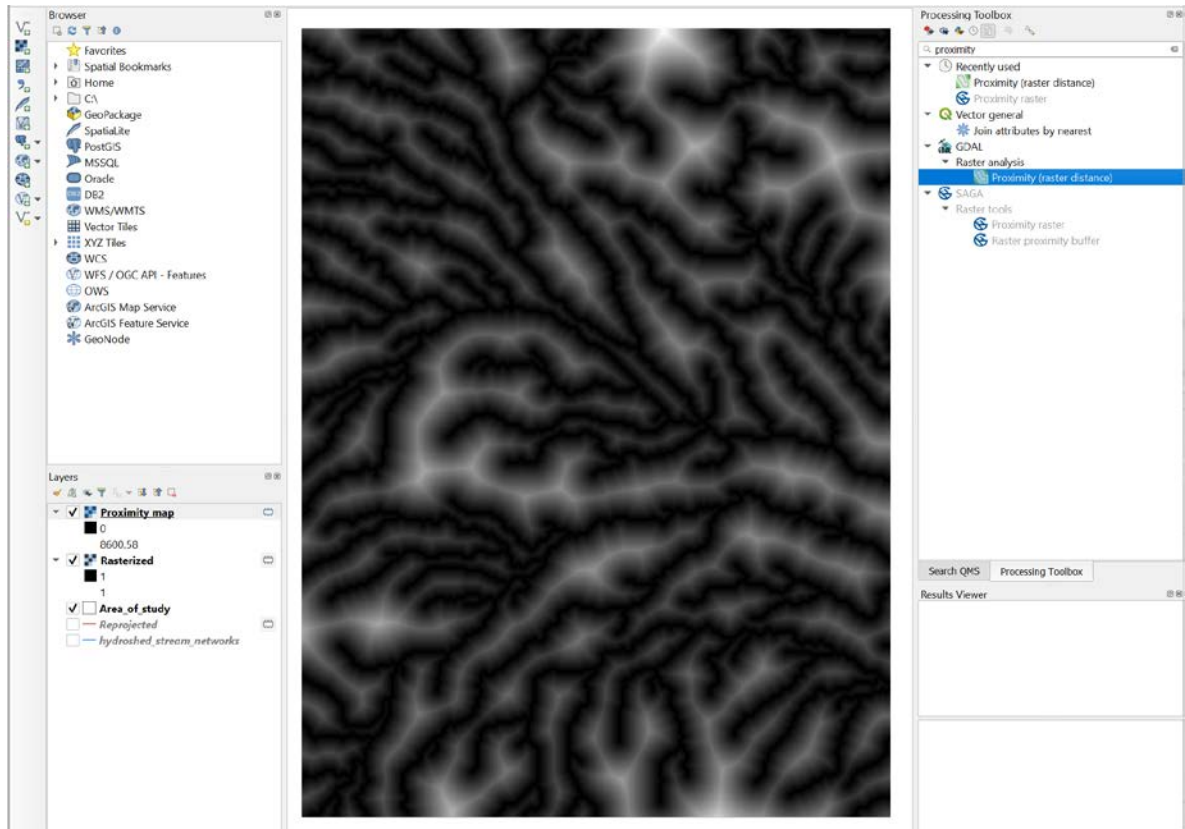 Browser
Favorites
Spatial Bookmarks
Home
C:\
GeoPackage
SpatiaLite
PostGIS
MSSQL
Oracle
DB2
WMS/WMTS
Vector Tiles
XYZ Tiles
WCS
WFS / OGC API - Features
OWS
ArcGIS Map Service
ArcGIS Feature Service
GeoNode
Layers
Proximity map
0
8600.58
Rasterized
1
1
Area_of_study
Reprojected
hydroshed_stream_networks
Processing Toolbox
proximity
Recently used
Proximity (raster distance)
Proximity raster
Vector general
Join attributes by nearest
GDAL
Raster analysis
Proximity (raster distance)
SAGA
Raster tools
Proximity raster
Raster proximity buffer
Search QMS Processing Toolbox
Results Viewer